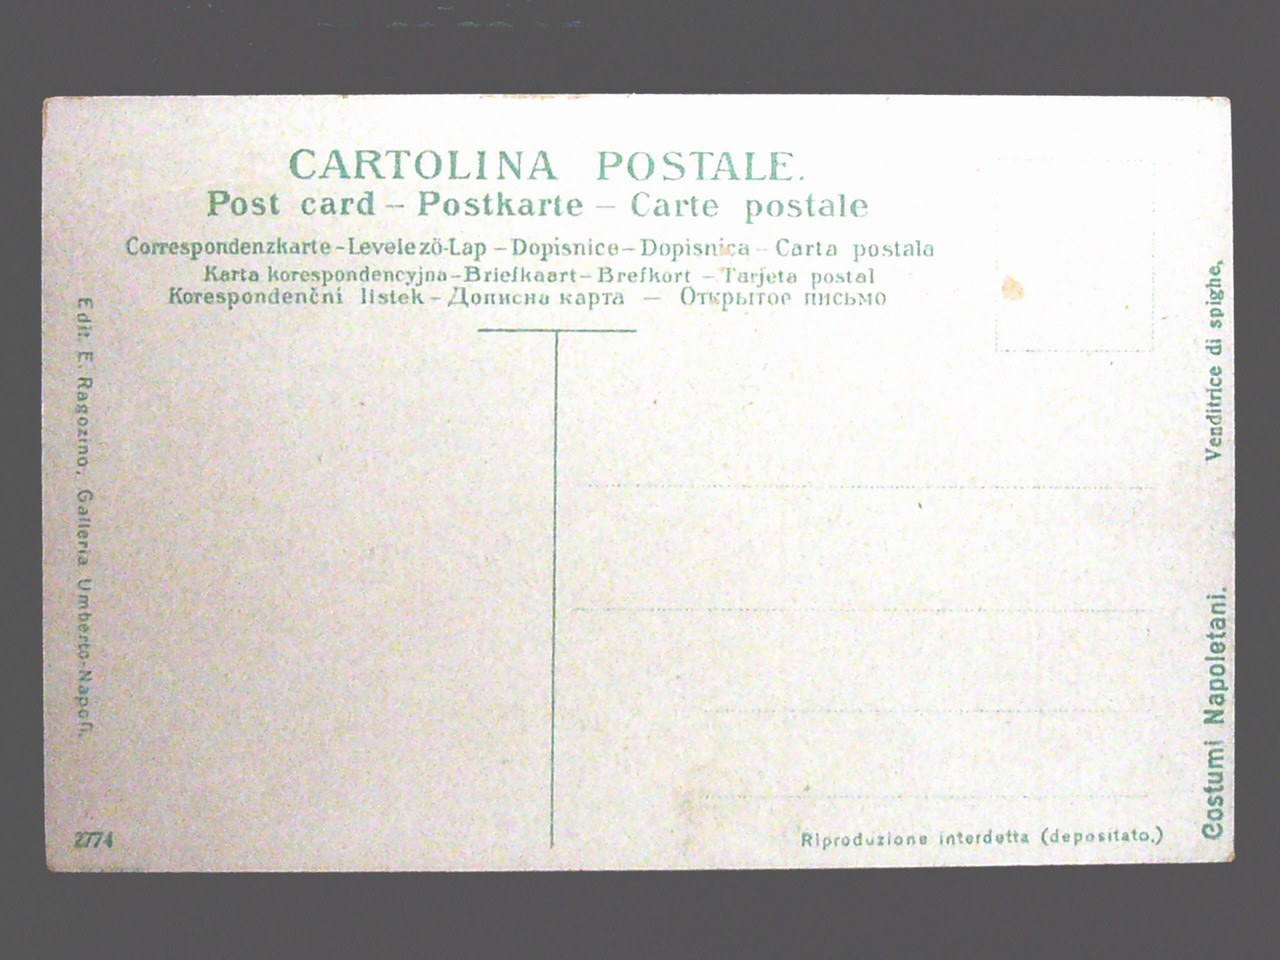 CARTOLINA POSTALE.
Post card – Postkarte – Carte postale
Correspondenzkarte-Levelező-Lap – Dopisnice – Dopisnica – Carta postala
Karta korespondencyjna – Briefkaart – Brefkort – Tarjeta postal
Korespondenční listek – Дописна карта — Открытое письмо
Edit. E. Ragozino, Galleria Umberto-Napoli.
2774
Riproduzione interdetta (depositato.)
Costumi Napoletani. Venditrice di spighe,